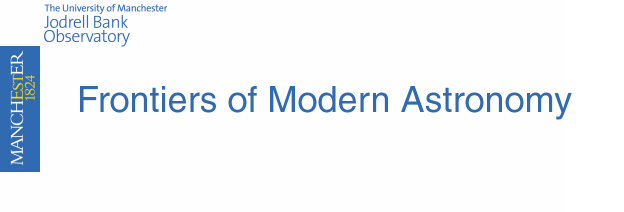 The University of Manchester
Jodrell Bank
Observatory
MANCHESTER
1824
Frontiers of Modern Astronomy